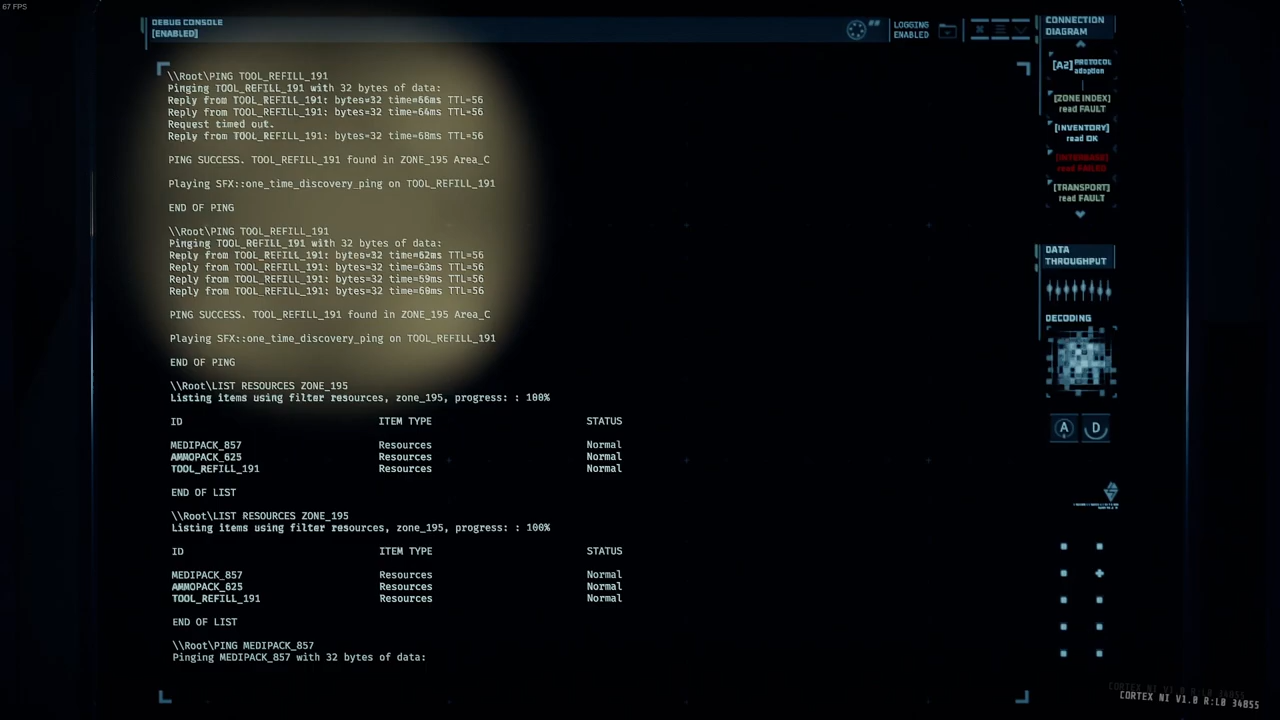 67 FPS
DEBUG CONSOLE
[ENABLED]
LOGGING
ENABLED
\\Root\PING TOOL_REFILL_191
Pinging TOOL_REFILL_191 with 32 bytes of data:
Reply from TOOL_REFILL_191: bytes=32 time=66ms TTL=56
Reply from TOOL_REFILL_191: bytes=32 time=64ms TTL=56
Request timed out.
Reply from TOOL_REFILL_191: bytes=32 time=68ms TTL=56
PING SUCCESS. TOOL_REFILL_191 found in ZONE_195 Area_C
Playing SFX::one_time_discovery_ping on TOOL_REFILL_191
END OF PING
\\Root\PING TOOL_REFILL_191
Pinging TOOL_REFILL_191 with 32 bytes of data:
Reply from TOOL_REFILL_191: bytes=32 time=62ms TTL=56
Reply from TOOL_REFILL_191: bytes=32 time=63ms TTL=56
Reply from TOOL_REFILL_191: bytes=32 time=69ms TTL=56
Reply from TOOL_REFILL_191: bytes=32 time=60ms TTL=56
PING SUCCESS. TOOL_REFILL_191 found in ZONE_195 Area_C
Playing SFX::one_time_discovery_ping on TOOL_REFILL_191
END OF PING
\\Root\LIST RESOURCES ZONE_195
Listing items using filter resources, zone_195, progress: : 100%
ID ITEM TYPE STATUS
MEDIPACK_857 Resources Normal
AMMOPACK_625 Resources Normal
TOOL_REFILL_191 Resources Normal
END OF LIST
\\Root\LIST RESOURCES ZONE_195
Listing items using filter resources, zone_195, progress: : 100%
ID ITEM TYPE STATUS
MEDIPACK_857 Resources Normal
AMMOPACK_625 Resources Normal
TOOL_REFILL_191 Resources Normal
END OF LIST
\\Root\PING MEDIPACK_857
Pinging MEDIPACK_857 with 32 bytes of data:
CONNECTION
DIAGRAM
[A2] PROTOCOL
adoption
[ZONE INDEX]
read FAULT
[INVENTORY]
read OK
[INTERBASE]
read FAILED
[TRANSPORT]
read FAULT
DATA
THROUGHPUT
DECODING
A D
CORTEX NI V1.0 R:L0 34855